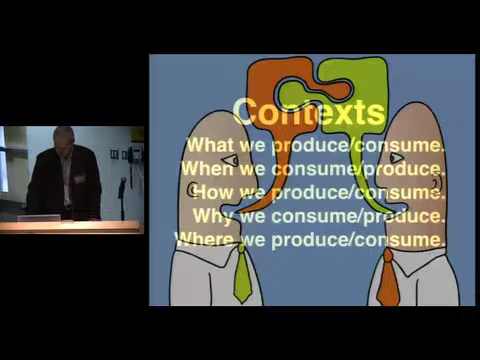 Contexts
What we produce/consume.
When we consume/produce.
How we produce/consume.
Why we consume/produce.
Where we produce/consume.